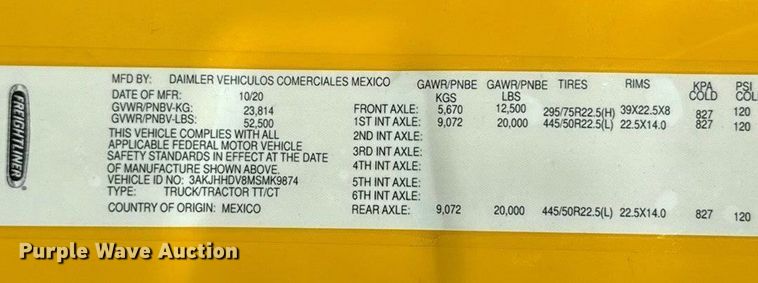 FREIGHTLINER
MFD BY: DAIMLER VEHICULOS COMERCIALES MEXICO
DATE OF MFR: 10/20
GVWR/PNBV-KG: 23,814
GVWR/PNBV-LBS: 52,500
THIS VEHICLE COMPLIES WITH ALL
APPLICABLE FEDERAL MOTOR VEHICLE
SAFETY STANDARDS IN EFFECT AT THE DATE
OF MANUFACTURE SHOWN ABOVE.
VEHICLE ID NO: 3AKJHHDV8MSMK9874
TYPE: TRUCK/TRACTOR TT/CT
COUNTRY OF ORIGIN: MEXICO
GAWR/PNBE GAWR/PNBE TIRES RIMS KPA PSI
KGS LBS COLD COL
FRONT AXLE: 5,670 12,500 295/75R22.5(H) 39X22.5X8 827 120
1ST INT AXLE: 9,072 20,000 445/50R22.5(L) 22.5X14.0 827 120
2ND INT AXLE:
3RD INT AXLE:
4TH INT AXLE:
5TH INT AXLE:
6TH INT AXLE:
REAR AXLE: 9,072 20,000 445/50R22.5(L) 22.5X14.0 827 120
Purple Wave Auction